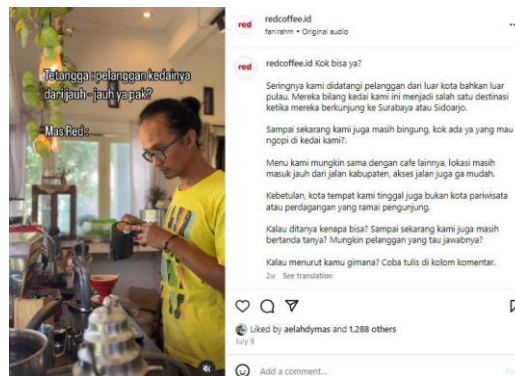 Tetangga : pelanggan kedainya
dari jauh - jauh ya pak?
Mas Red :
red
redcoffee.id
fanirahm • Original audio
red
redcoffee.id Kok bisa ya?
Seringnya kami didatangi pelanggan dari luar kota bahkan luar
pulau. Mereka bilang kedai kami ini menjadi salah satu destinasi
ketika mereka berkunjung ke Surabaya atau Sidoarjo.
Sampai sekarang kami juga masih bingung, kok ada ya yang mau
ngopi di kedai kami?.
Menu kami mungkin sama dengan cafe lainnya, lokasi masih
masuk jauh dari jalan kabupaten, akses jalan juga ga mudah.
Kebetulan, kota tempat kami tinggal juga bukan kota pariwisata
atau perdagangan yang ramai pengunjung.
Kalau ditanya kenapa bisa? Sampai sekarang kami juga masih
bertanda tanya? Mungkin pelanggan yang tau jawabnya?
Kalau menurut kamu gimana? Coba tulis di kolom komentar.
2w See translation
Liked by aelahdymas and 1,288 others
July 9
Add a comment...